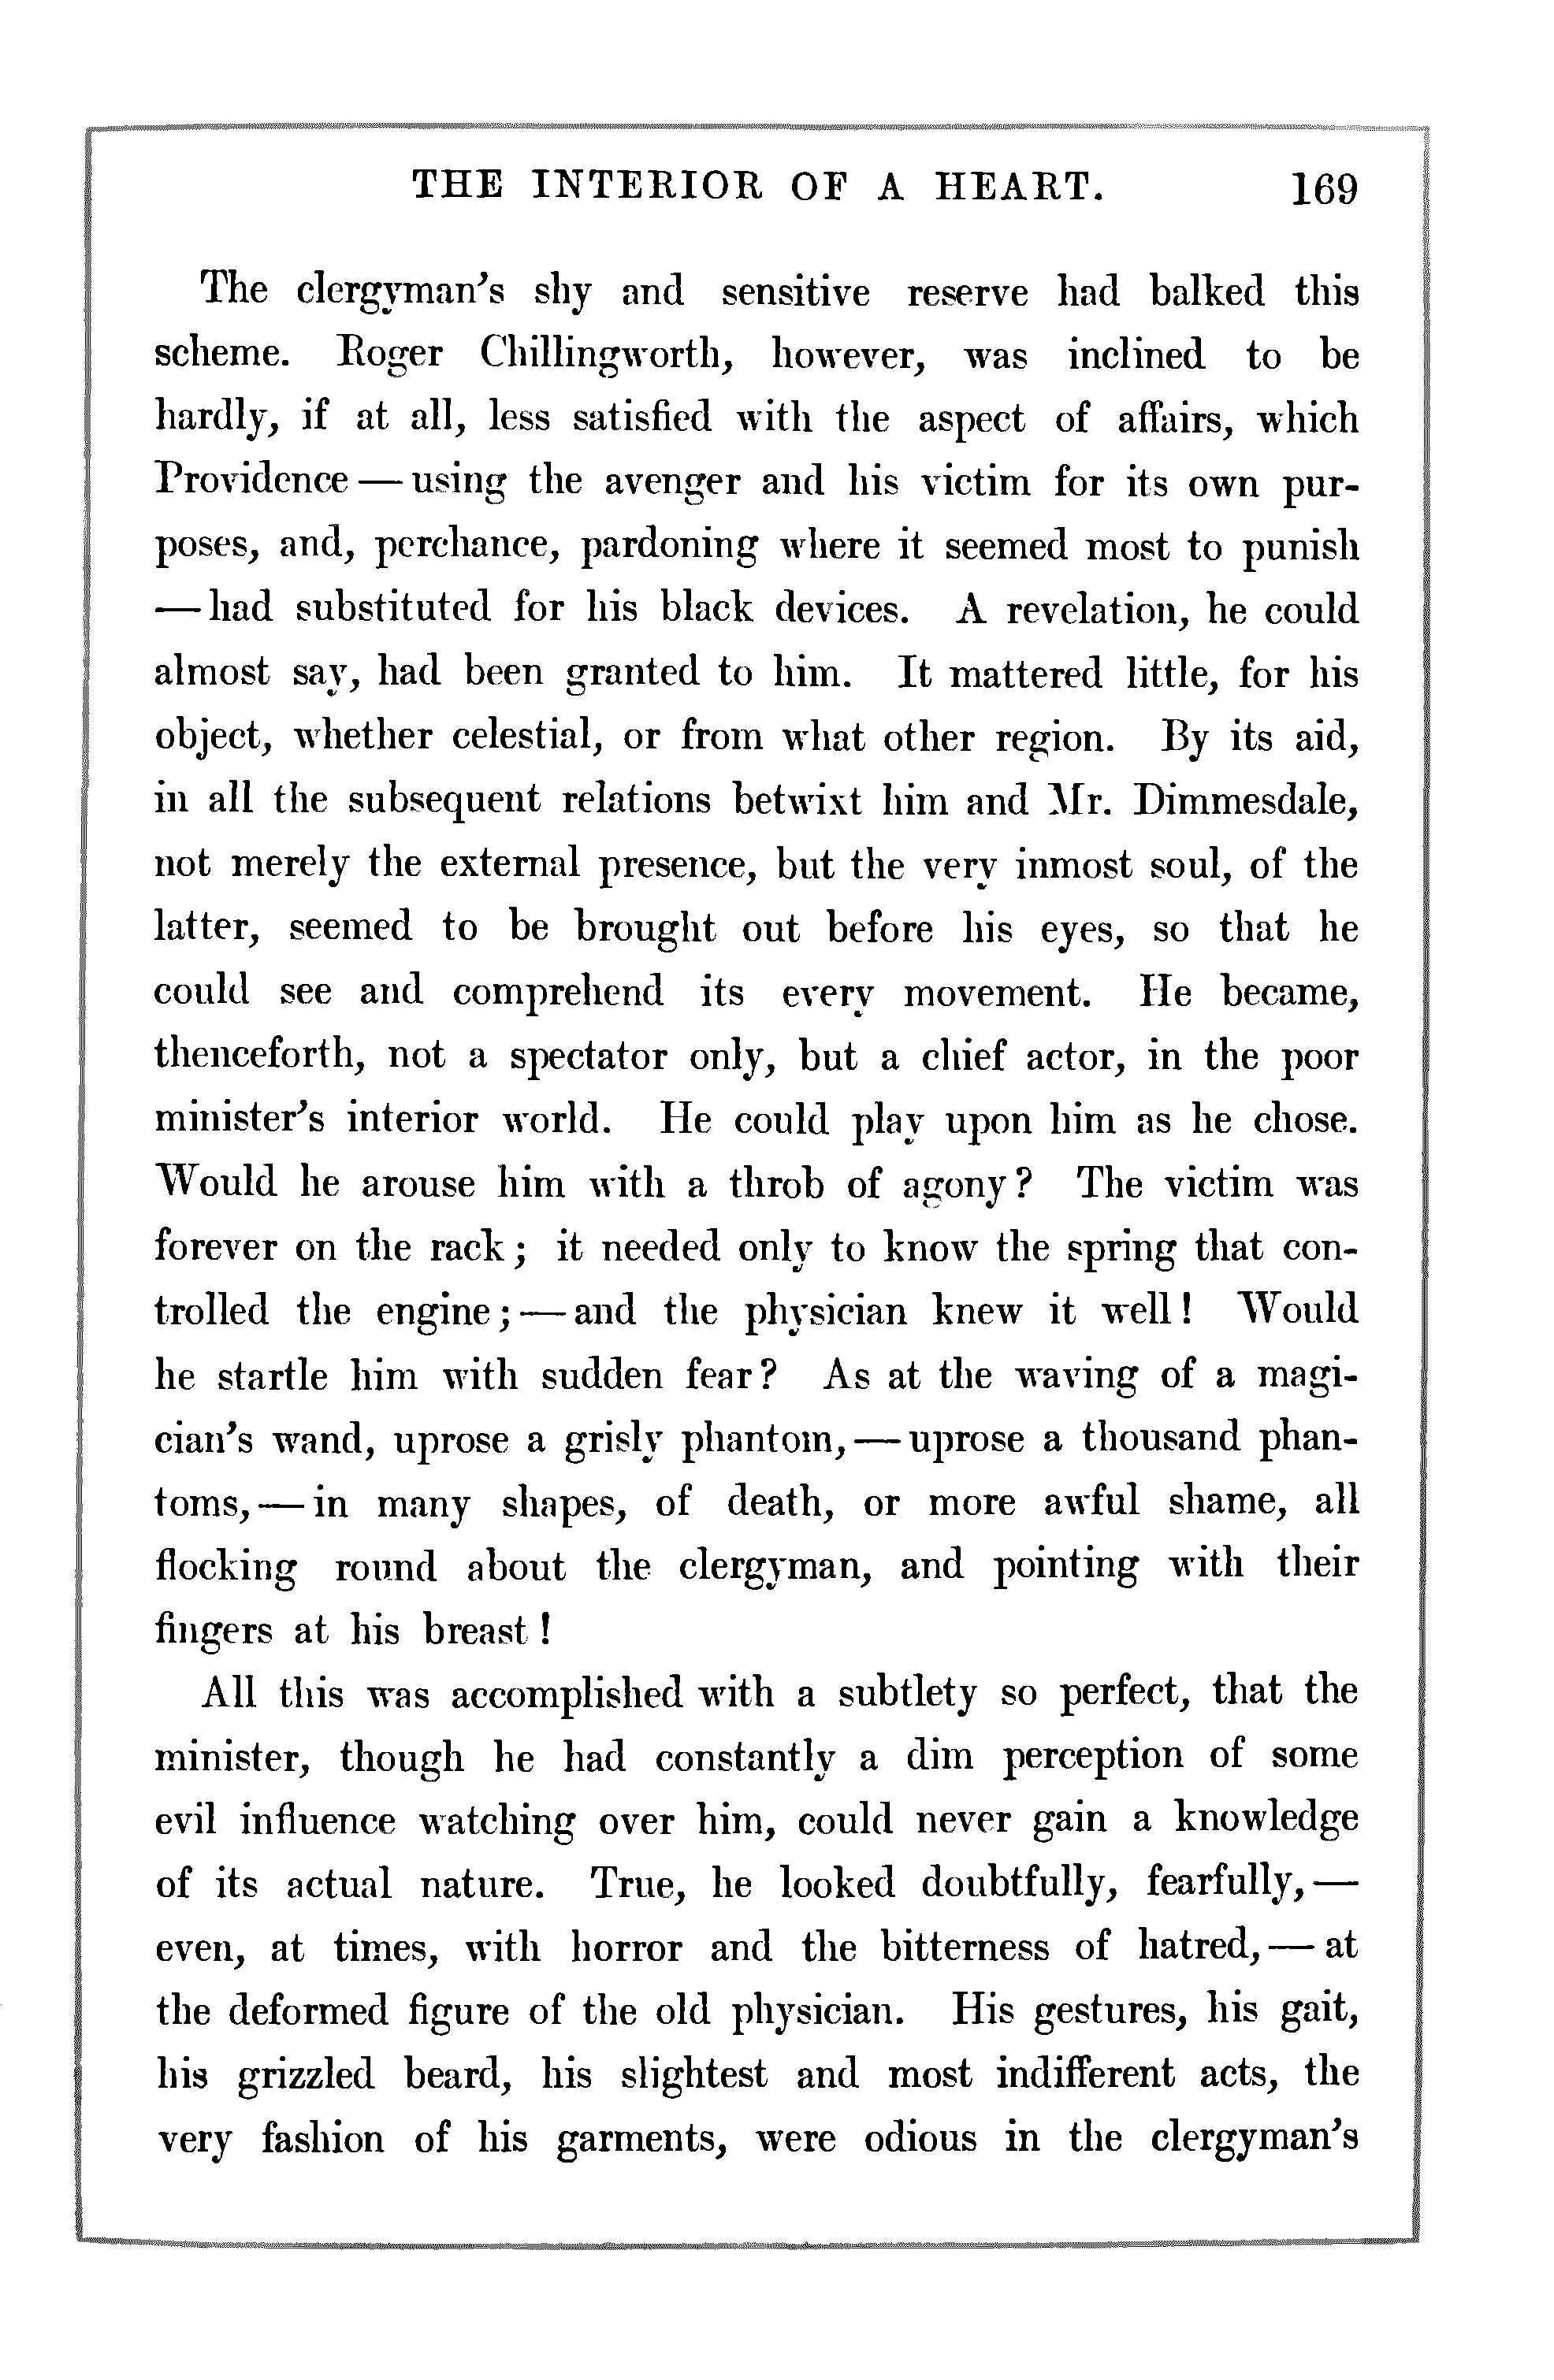 THE INTERIOR OF A HEART. 169
The clergyman's shy and sensitive reserve had balked this
scheme. Roger Chillingworth, however, was inclined to be
hardly, if at all, less satisfied with the aspect of affairs, which
Providence — using the avenger and his victim for its own pur-
poses, and, perchance, pardoning where it seemed most to punish
— had substituted for his black devices. A revelation, he could
almost say, had been granted to him. It mattered little, for his
object, whether celestial, or from what other region. By its aid,
in all the subsequent relations betwixt him and Mr. Dimmesdale,
not merely the external presence, but the very inmost soul, of the
latter, seemed to be brought out before his eyes, so that he
could see and comprehend its every movement. He became,
thenceforth, not a spectator only, but a chief actor, in the poor
minister's interior world. He could play upon him as he chose.
Would he arouse him with a throb of agony? The victim was
forever on the rack; it needed only to know the spring that con-
trolled the engine; — and the physician knew it well! Would
he startle him with sudden fear? As at the waving of a magi-
cian's wand, uprose a grisly phantom, — uprose a thousand phan-
toms, — in many shapes, of death, or more awful shame, all
flocking round about the clergyman, and pointing with their
fingers at his breast!
All this was accomplished with a subtlety so perfect, that the
minister, though he had constantly a dim perception of some
evil influence watching over him, could never gain a knowledge
of its actual nature. True, he looked doubtfully, fearfully, —
even, at times, with horror and the bitterness of hatred, — at
the deformed figure of the old physician. His gestures, his gait,
his grizzled beard, his slightest and most indifferent acts, the
very fashion of his garments, were odious in the clergyman's